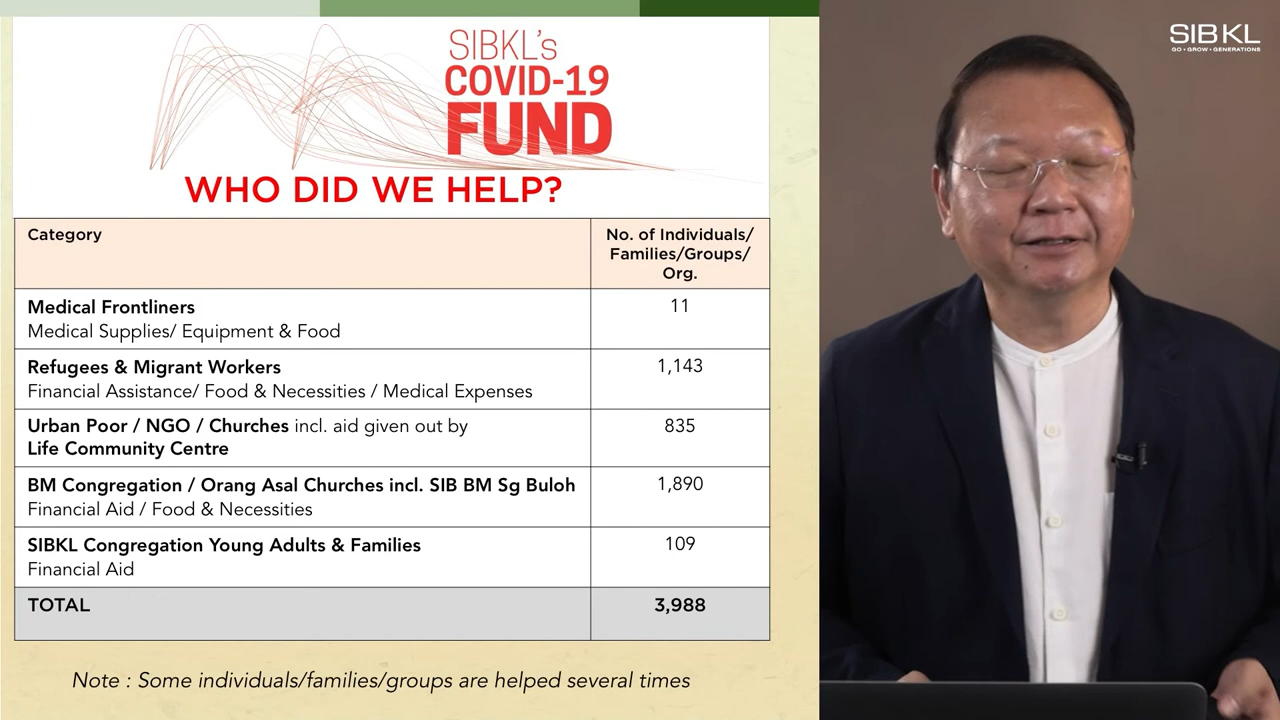 SIBKL's
COVID-19
FUND
WHO DID WE HELP?
Category
No. of Individuals/
Families/Groups/
Org.
Medical Frontliners
Medical Supplies/ Equipment & Food
11
Refugees & Migrant Workers
Financial Assistance/ Food & Necessities / Medical Expenses
1,143
Urban Poor / NGO / Churches incl. aid given out by
Life Community Centre
835
BM Congregation / Orang Asal Churches incl. SIB BM Sg Buloh
Financial Aid / Food & Necessities
1,890
SIBKL Congregation Young Adults & Families
Financial Aid
109
TOTAL
3,988
Note : Some individuals/families/groups are helped several times
SIBKL
GO • GROW • GENERATIONS